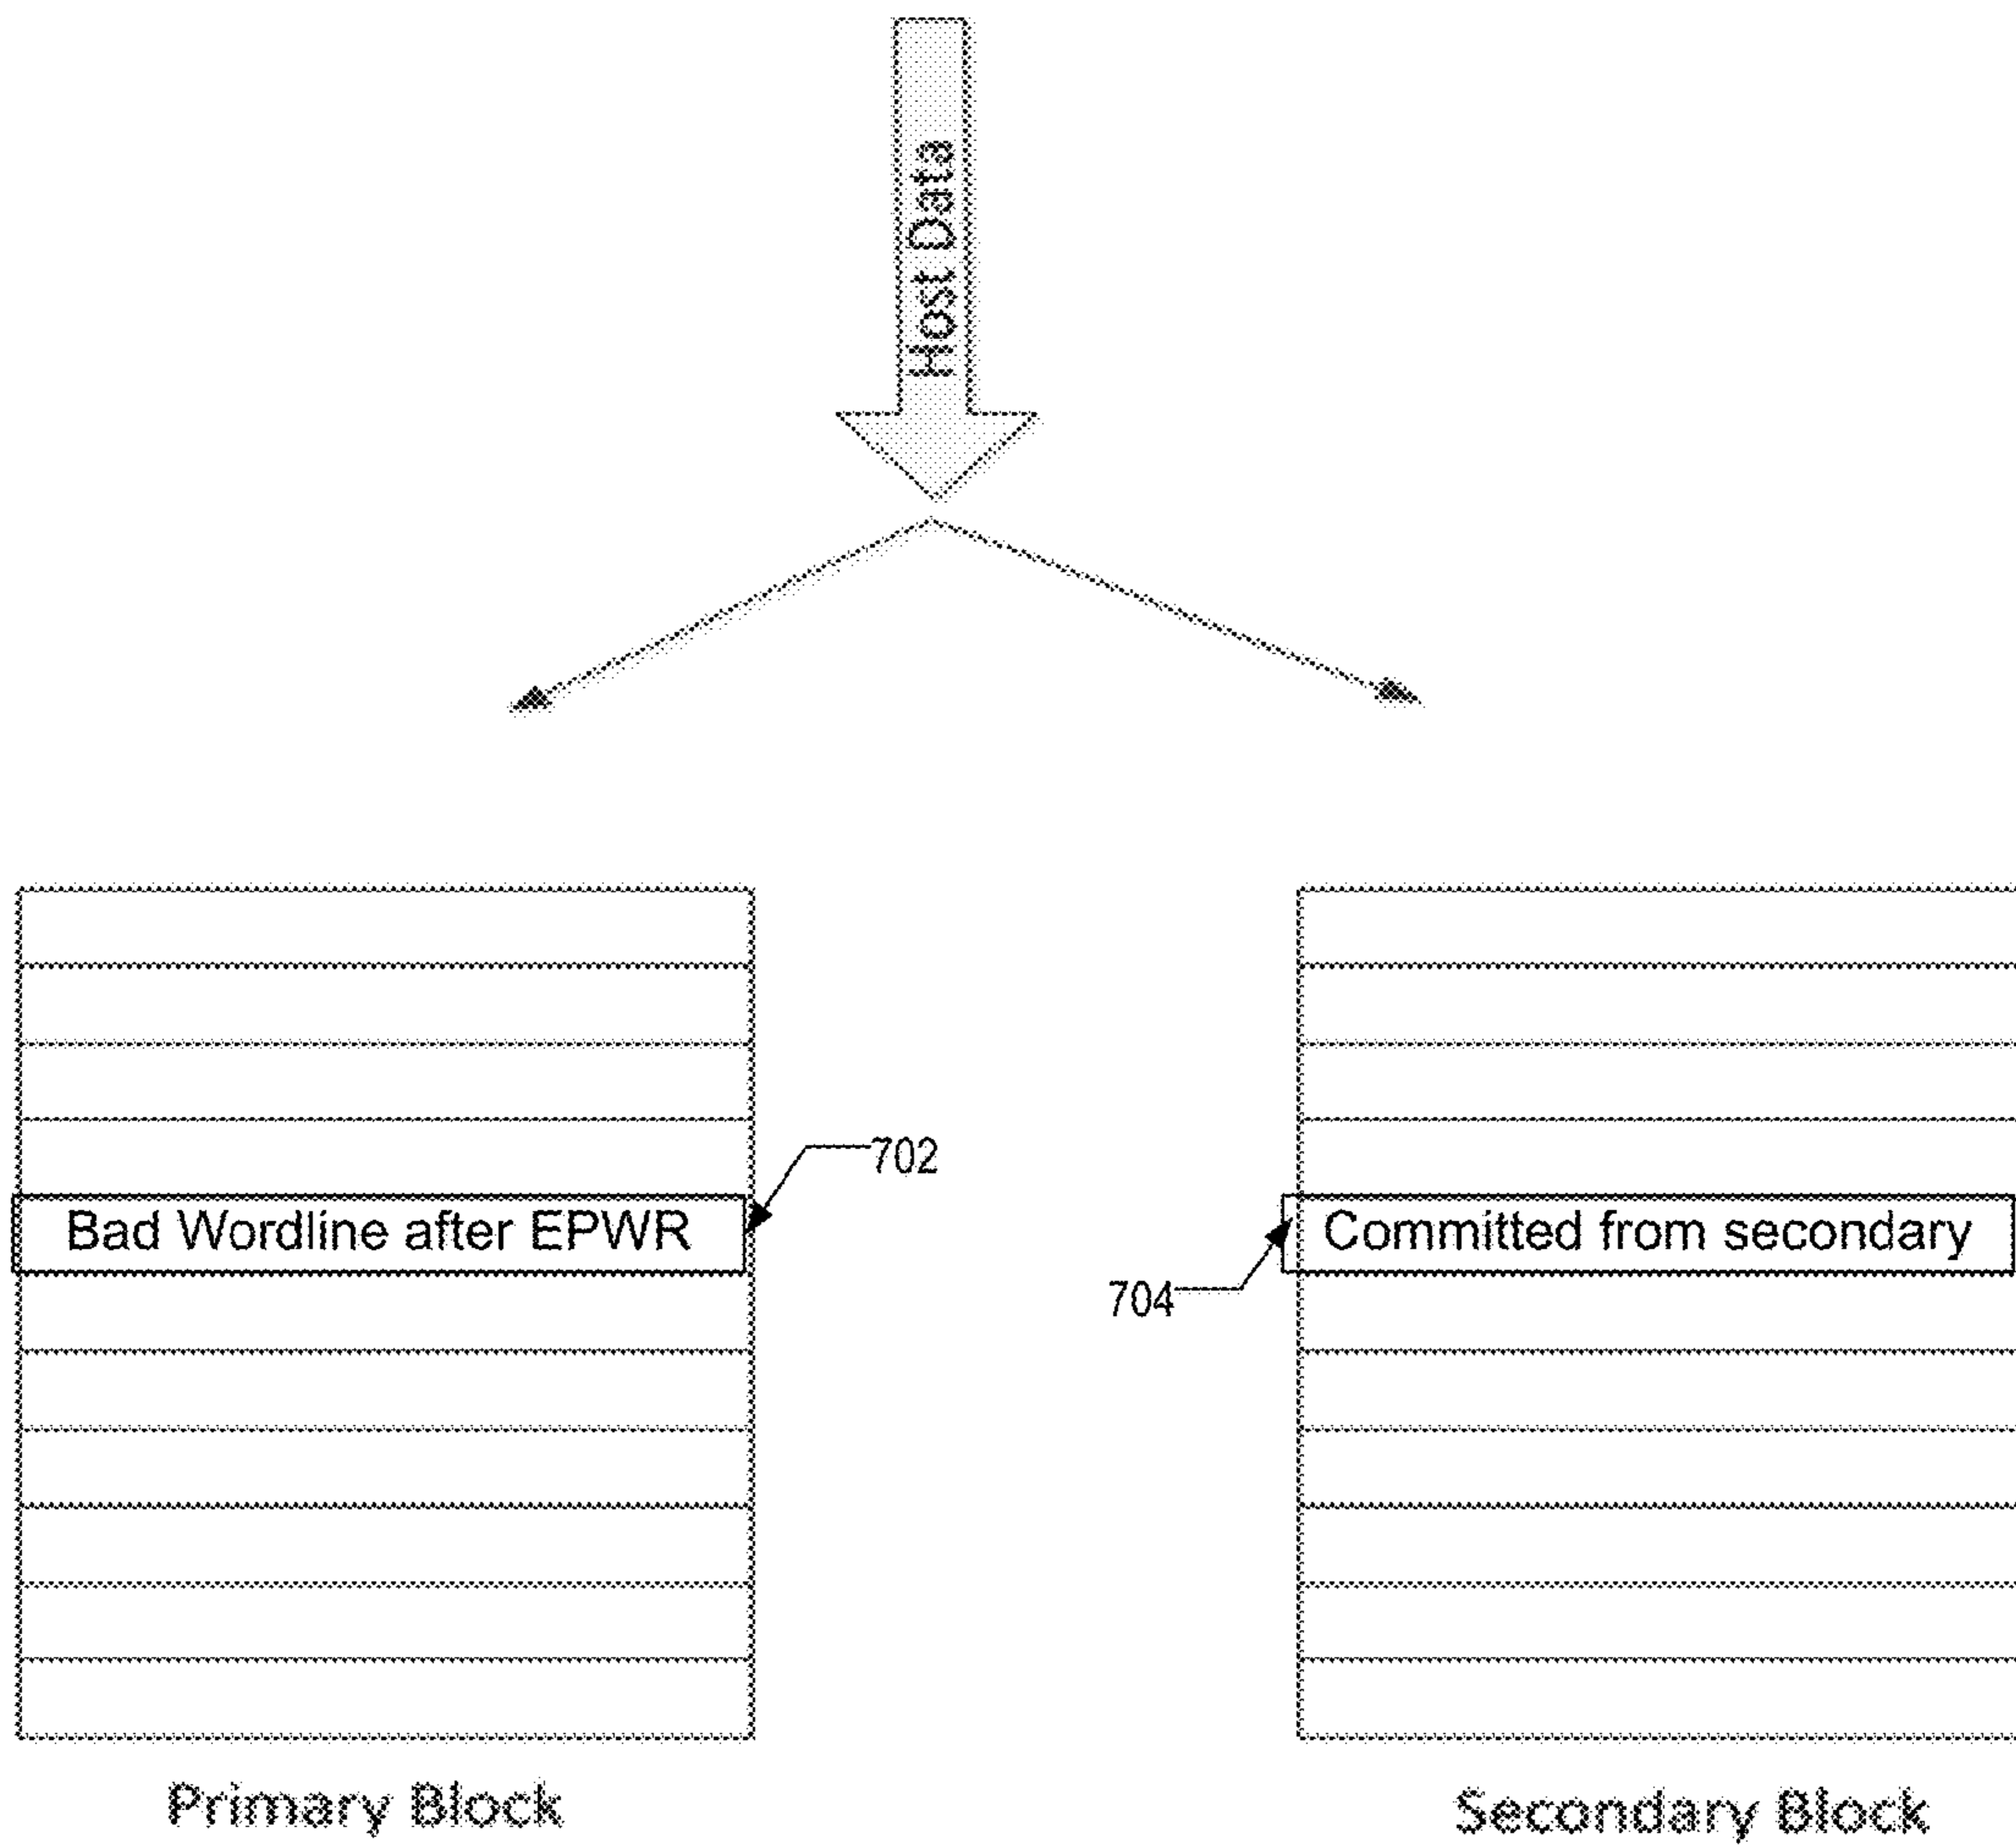 Host Data
702
Bad Wordline after EPWR
Committed from secondary
704
Primary Block
Secondary Block